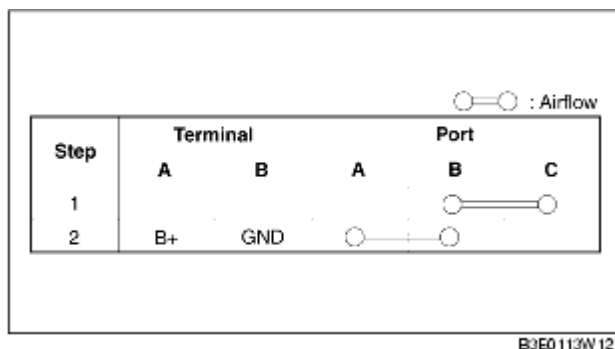 : Airflow
Step Terminal Port
A B A B C
1
2 B+ GND
B3E0113W12